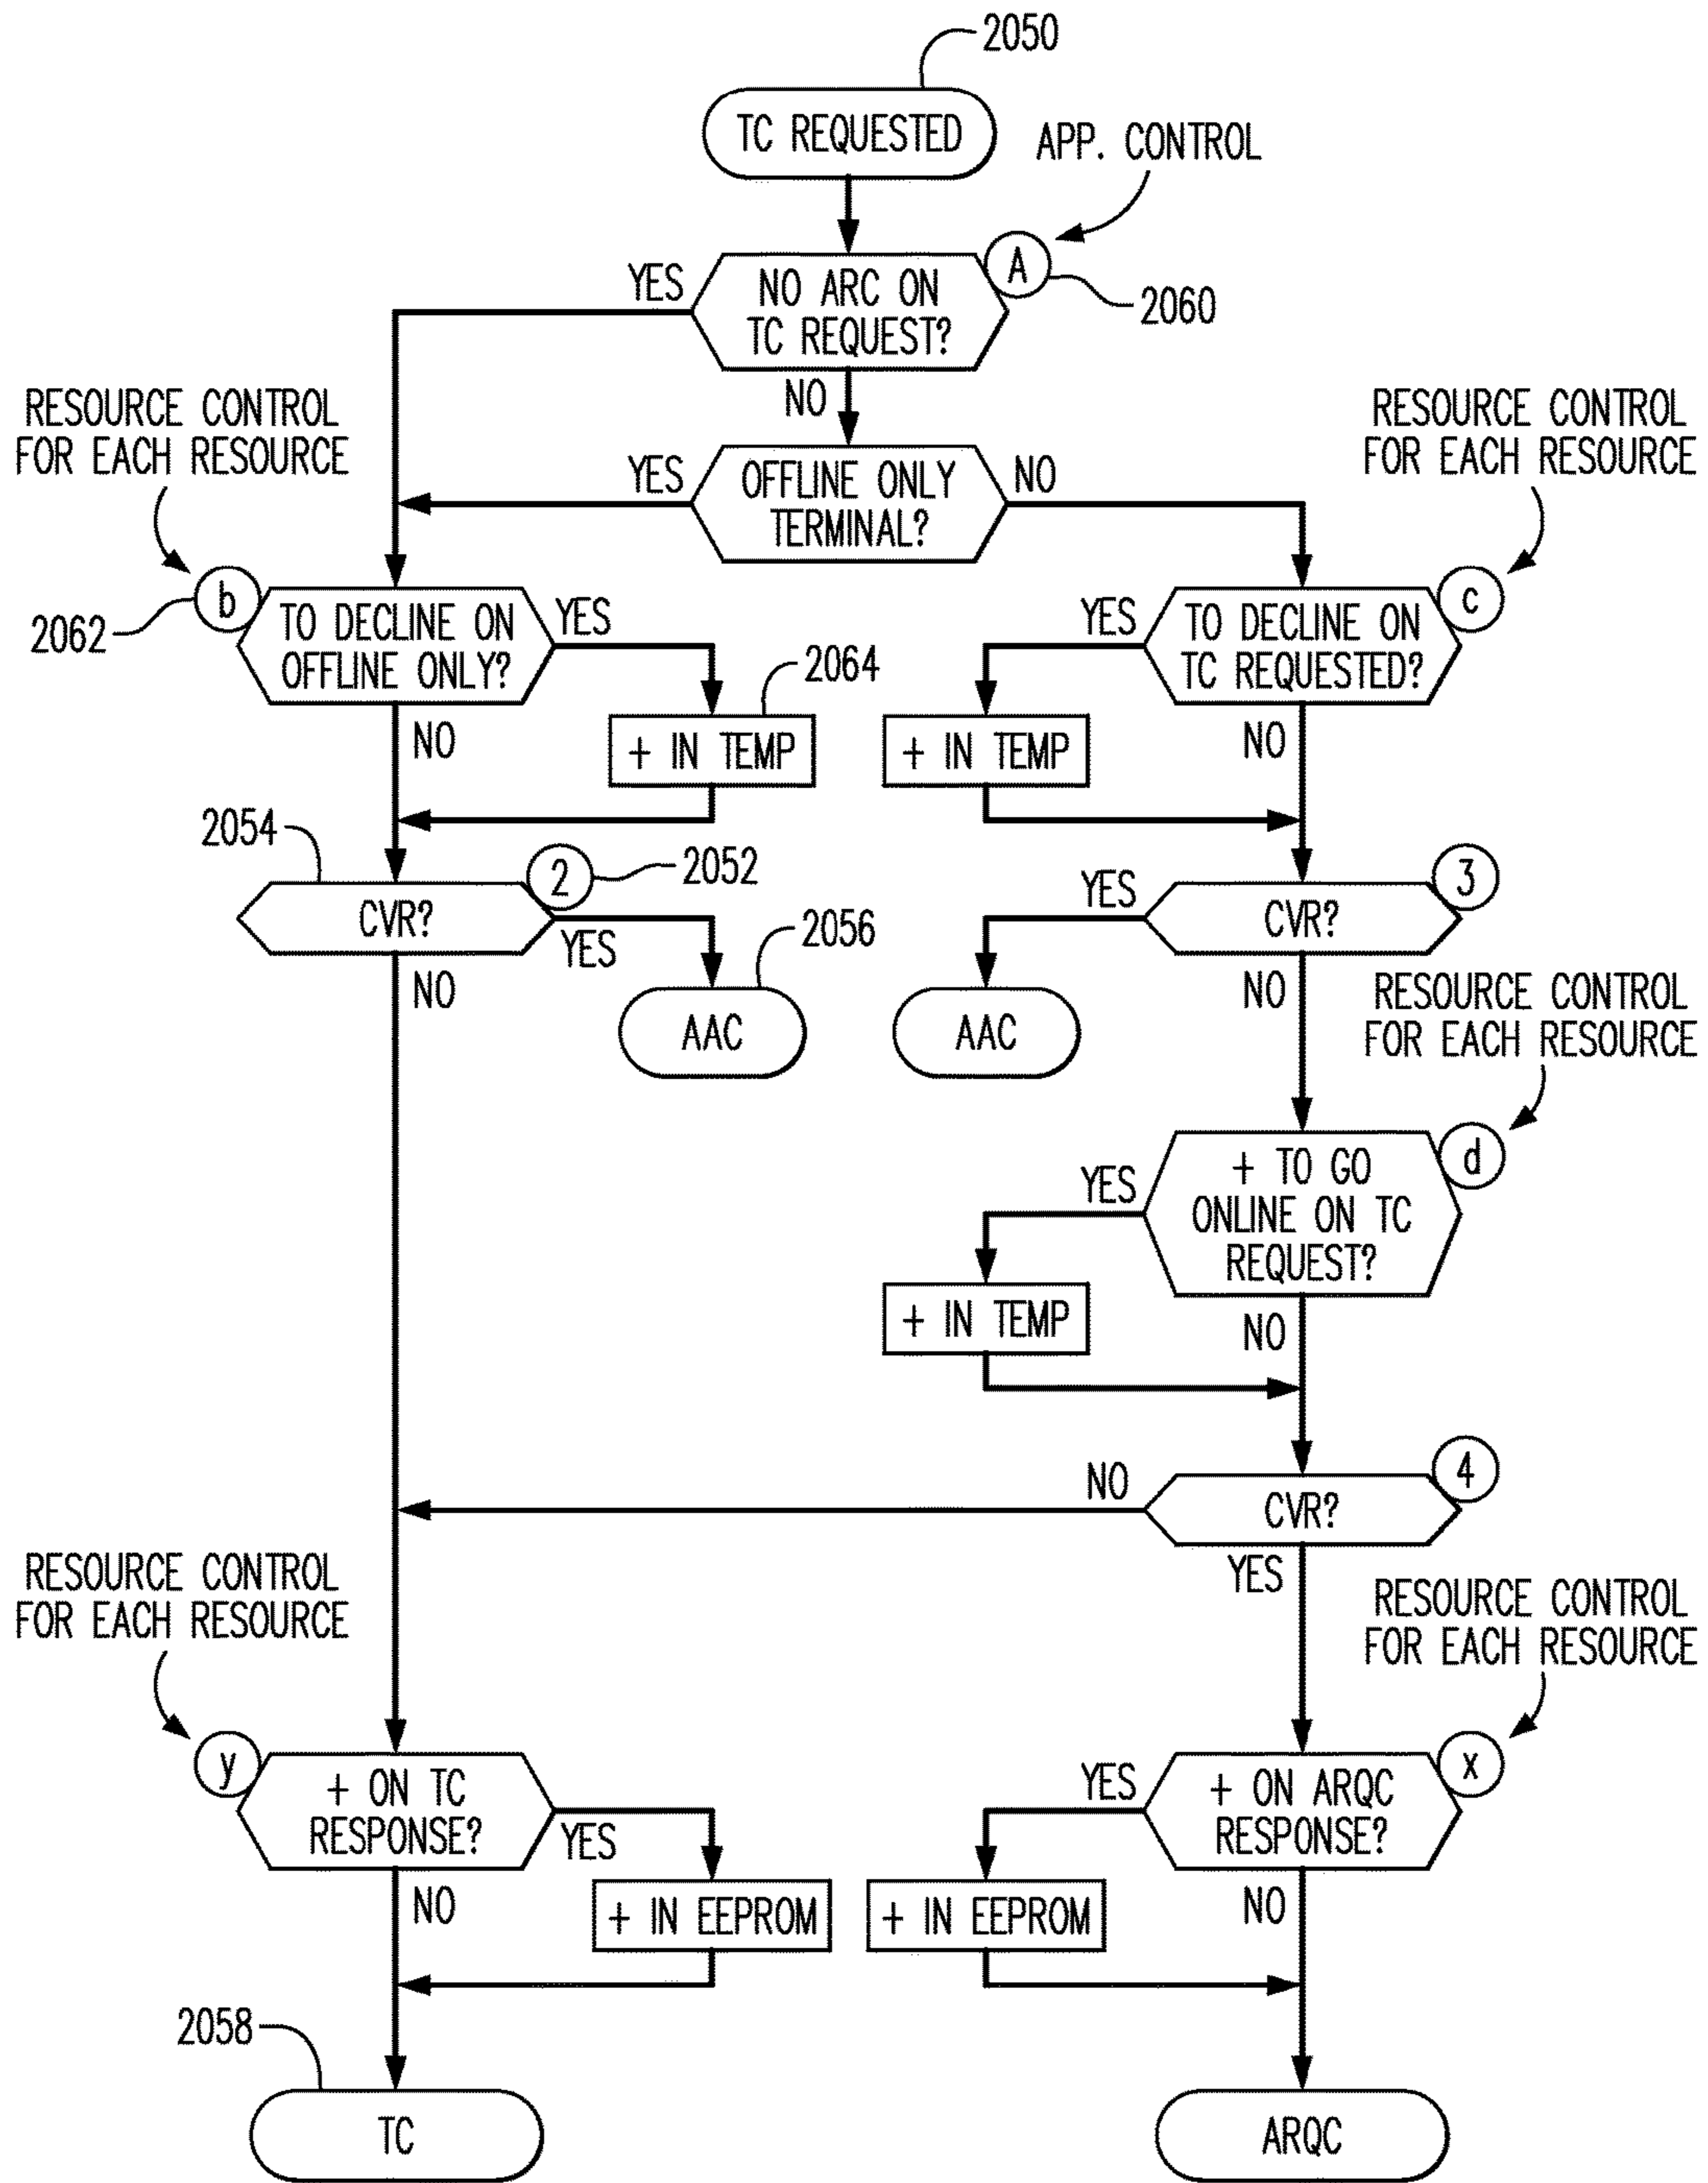 2050
TC REQUESTED
APP. CONTROL
A
YES
NO ARC ON
TC REQUEST?
2060
NO
RESOURCE CONTROL
FOR EACH RESOURCE
RESOURCE CONTROL
FOR EACH RESOURCE
YES
OFFLINE ONLY
TERMINAL?
NO
b
2062
TO DECLINE ON
OFFLINE ONLY?
YES
YES
TO DECLINE ON
TC REQUESTED?
c
2064
NO
+ IN TEMP
+ IN TEMP
NO
2054
2
2052
CVR?
YES
YES
CVR?
3
2056
NO
AAC
AAC
NO
RESOURCE CONTROL
FOR EACH RESOURCE
YES
+ TO GO
ONLINE ON TC
REQUEST?
d
+ IN TEMP
NO
NO
CVR?
4
YES
RESOURCE CONTROL
FOR EACH RESOURCE
RESOURCE CONTROL
FOR EACH RESOURCE
y
+ ON TC
RESPONSE?
YES
YES
+ ON ARQC
RESPONSE?
x
NO
+ IN EEPROM
+ IN EEPROM
NO
2058
TC
ARQC